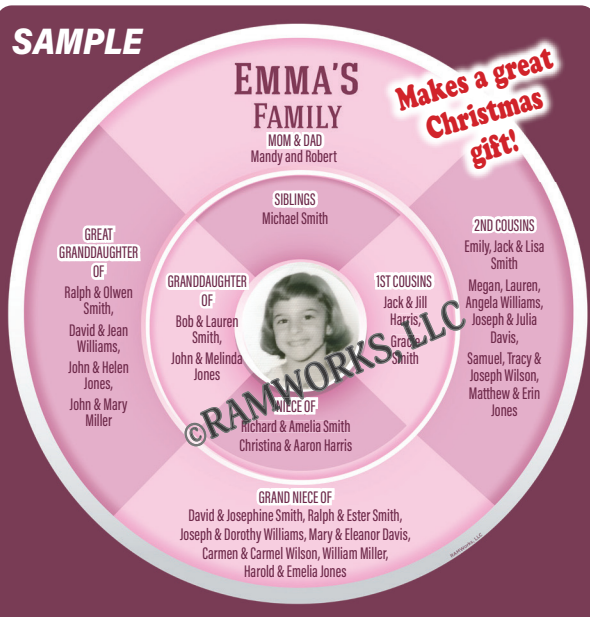 SAMPLE
EMMA'S
FAMILY
MOM & DAD
Mandy and Robert
Makes a great
Christmas
gift!
SIBLINGS
Michael Smith
GREAT
GRANDDAUGHTER
OF
Ralph & Olwen
Smith,
David & Jean
Williams,
John & Helen
Jones,
John & Mary
Miller
GRANDDAUGHTER
OF
Bob & Lauren
Smith,
John & Melinda
Jones
1ST COUSINS
Jack & Jill
Harris,
Gracie
Smith
2ND COUSINS
Emily, Jack & Lisa
Smith
Megan, Lauren,
Angela Williams,
Joseph & Julia
Davis,
Samuel, Tracy &
Joseph Wilson,
Matthew & Erin
Jones
NIECE OF
Richard & Amelia Smith
Christina & Aaron Harris
©RAMWORKS, LLC
GRAND NIECE OF
David & Josephine Smith, Ralph & Ester Smith,
Joseph & Dorothy Williams, Mary & Eleanor Davis,
Carmen & Carmel Wilson, William Miller,
Harold & Emelia Jones
RAMWORKS, LLC